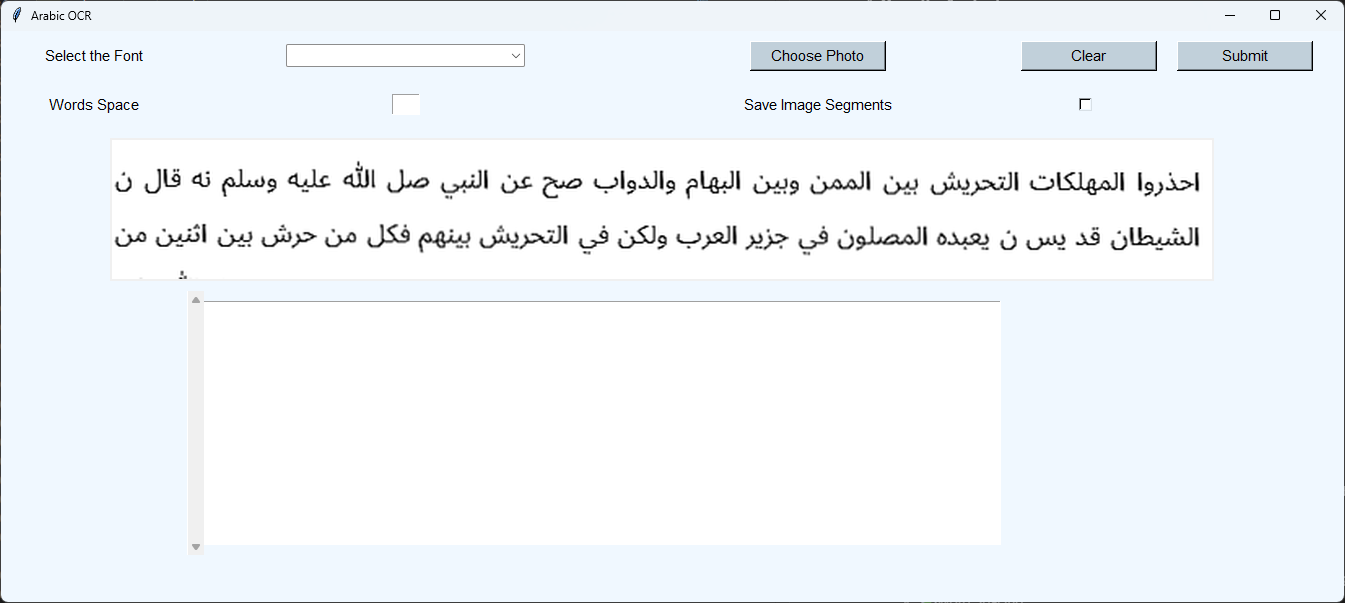 Arabic OCR
Select the Font
Choose Photo
Clear
Submit
Words Space
Save Image Segments
احذروا المهلكات التحريش بين الممن وبين البهام والدواب صح عن النبي صل الله عليه وسلم نه قال ن
الشيطان قد يس ن يعبده المصلون في جزير العرب ولكن في التحريش بينهم فكل من حرش بين اثنين من